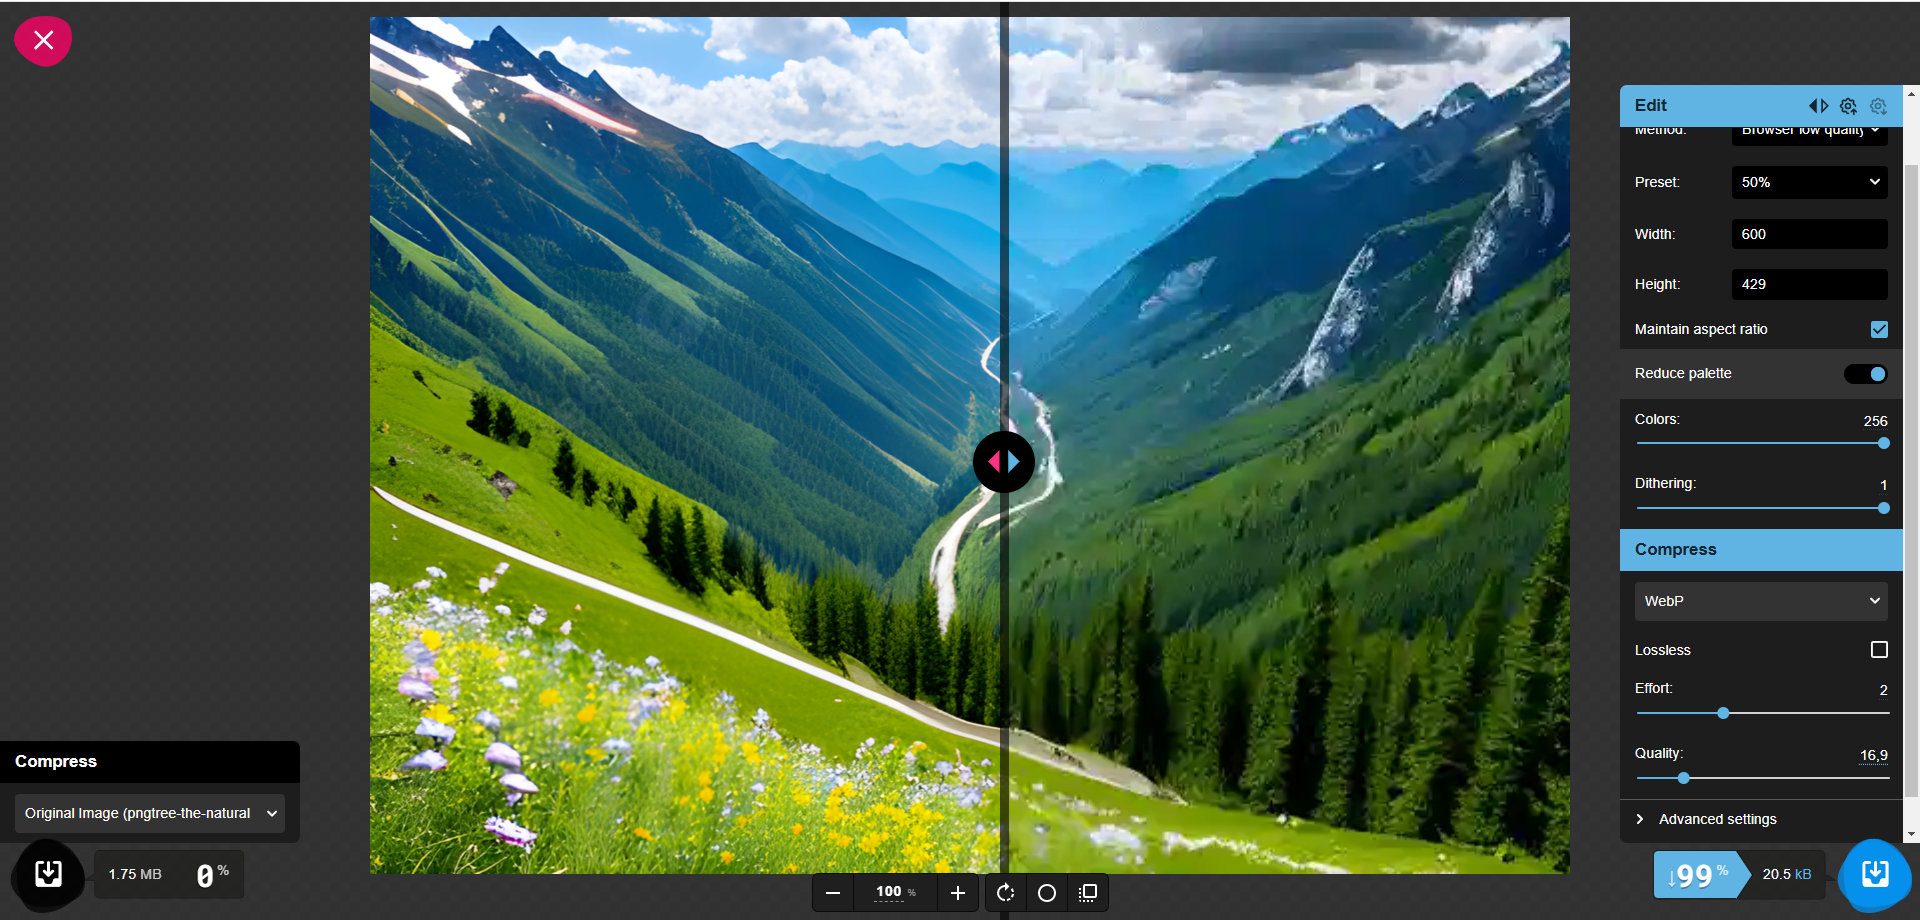 Edit
Method: Browser low quality
Preset: 50%
Width: 600
Height: 429
Maintain aspect ratio
Reduce palette
Colors: 256
Dithering: 1
Compress
WebP
Lossless
Effort: 2
Quality: 16,9
Advanced settings
Compress
Original Image (pngtree-the-natural
1.75 MB 0 %
100 %
↓99 % 20.5 kB